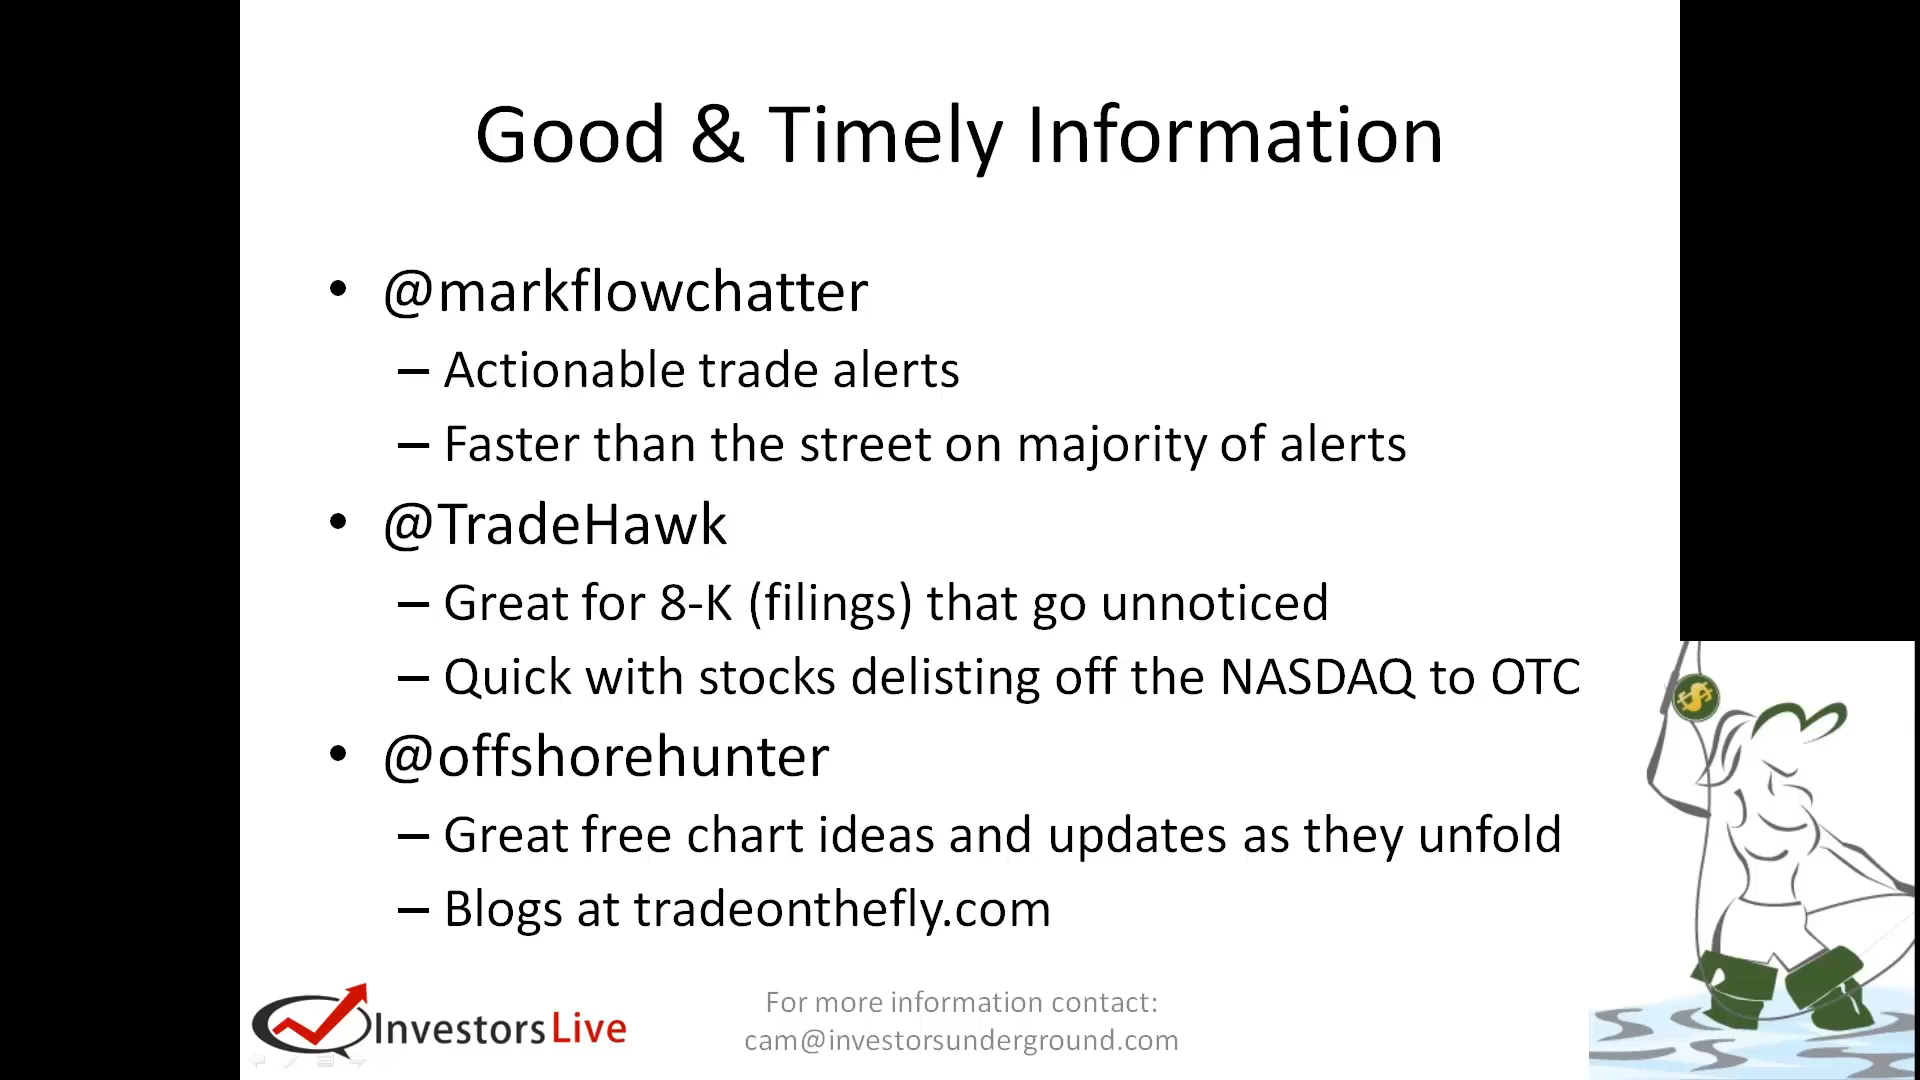 Good & Timely Information
• @markflowchatter
– Actionable trade alerts
– Faster than the street on majority of alerts
• @TradeHawk
– Great for 8-K (filings) that go unnoticed
– Quick with stocks delisting off the NASDAQ to OTC
• @offshorehunter
– Great free chart ideas and updates as they unfold
– Blogs at tradeonthefly.com
InvestorsLive
For more information contact:
cam@investorsunderground.com
$